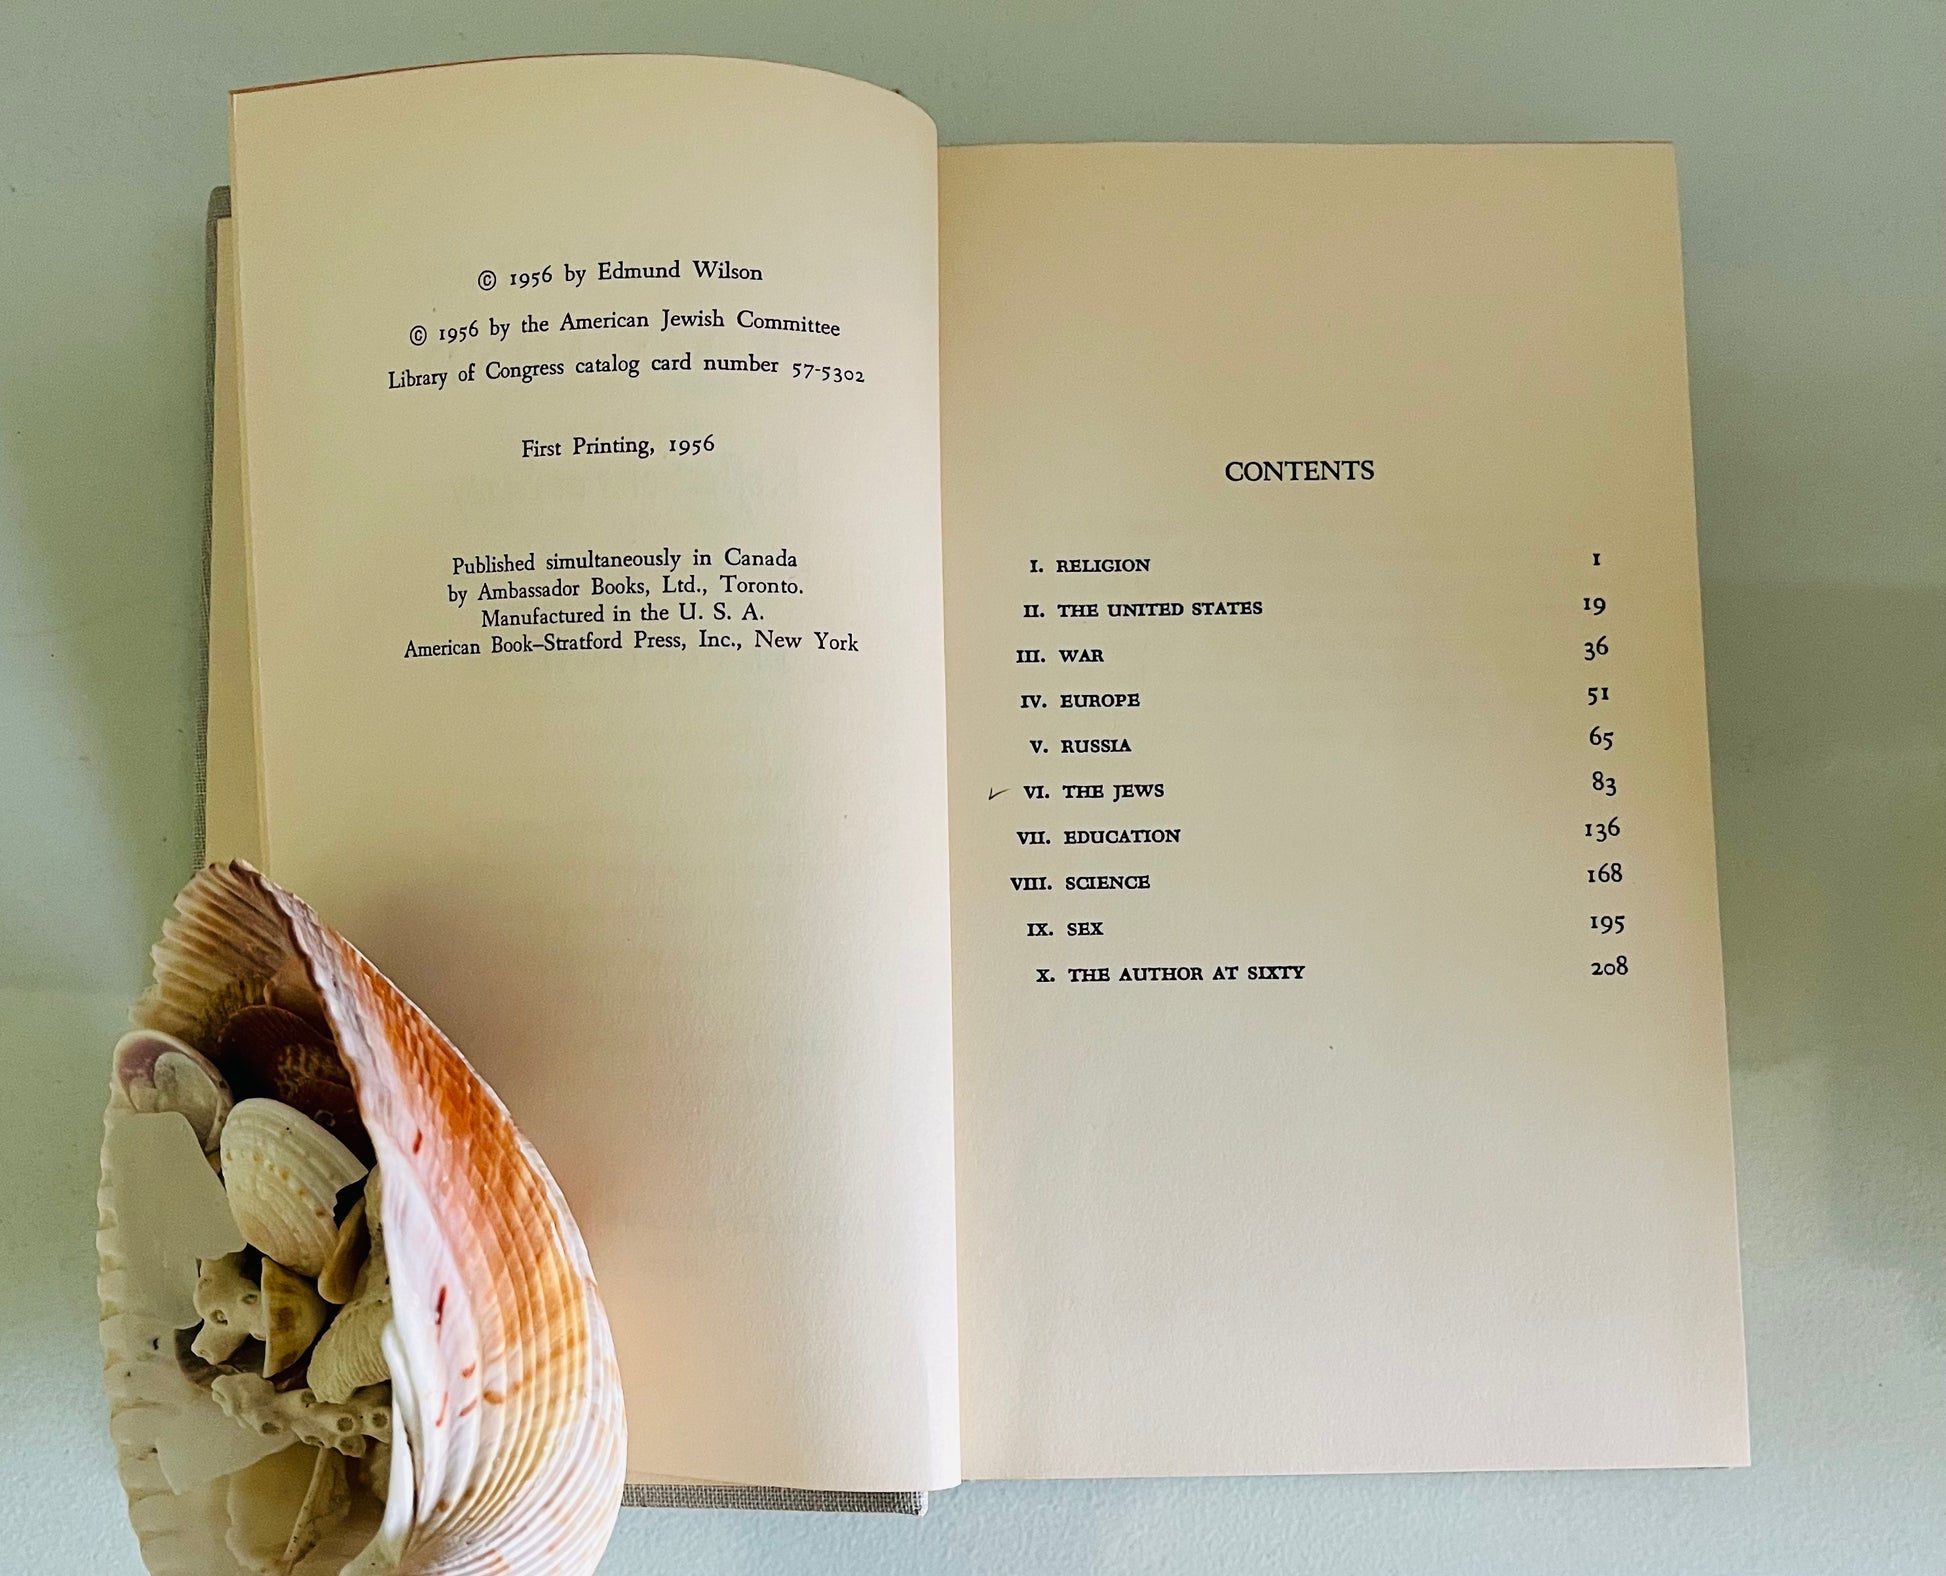 © 1956 by Edmund Wilson
© 1956 by the American Jewish Committee
Library of Congress catalog card number 57-5302
First Printing, 1956
Published simultaneously in Canada
by Ambassador Books, Ltd., Toronto.
Manufactured in the U. S. A.
American Book–Stratford Press, Inc., New York
CONTENTS
I. RELIGION 1
II. THE UNITED STATES 19
III. WAR 36
IV. EUROPE 51
V. RUSSIA 65
VI. THE JEWS 83
VII. EDUCATION 136
VIII. SCIENCE 168
IX. SEX 195
X. THE AUTHOR AT SIXTY 208